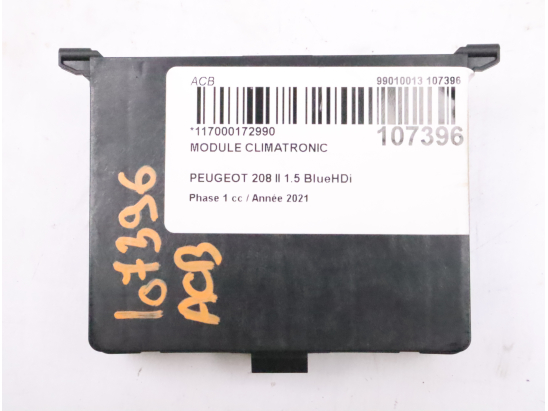 ACB
99010013 107396
*117000172990
107396
MODULE CLIMATRONIC
PEUGEOT 208 II 1.5 BlueHDi
Phase 1 cc / Année 2021
107396
ACB